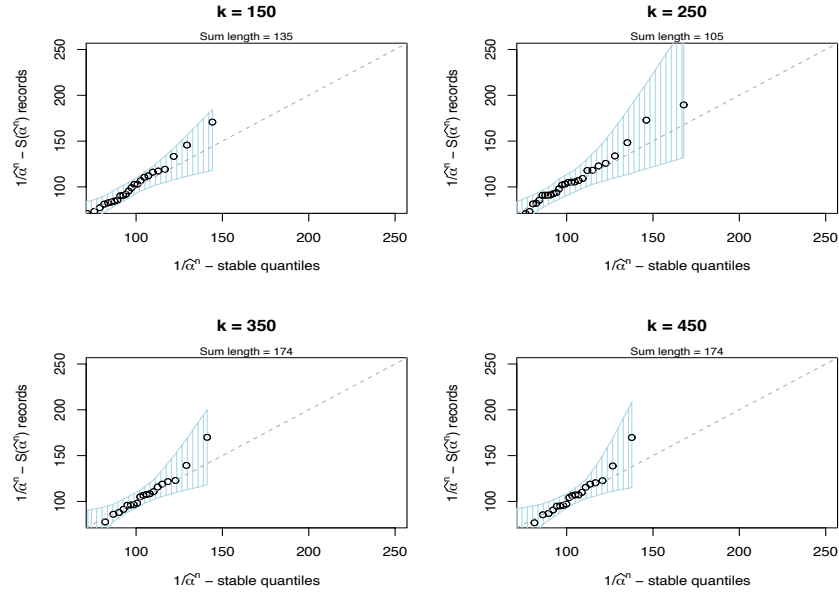 k = 150
Sum length = 135
1/α̂ⁿ − S(α̂ⁿ) records
250
200
150
100
100 150 200 250
1/α̂ⁿ − stable quantiles
k = 250
Sum length = 105
1/α̂ⁿ − S(α̂ⁿ) records
250
200
150
100
100 150 200 250
1/α̂ⁿ − stable quantiles
k = 350
Sum length = 174
1/α̂ⁿ − S(α̂ⁿ) records
250
200
150
100
100 150 200 250
1/α̂ⁿ − stable quantiles
k = 450
Sum length = 174
1/α̂ⁿ − S(α̂ⁿ) records
250
200
150
100
100 150 200 250
1/α̂ⁿ − stable quantiles